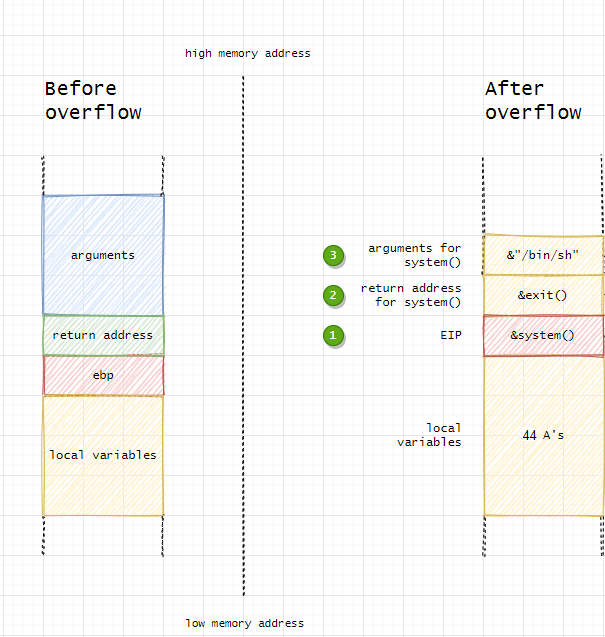 high memory address
Before
overflow
After
overflow
arguments
3
arguments for
system()
&"/bin/sh"
2
return address
for system()
&exit()
return address
1
EIP
&system()
ebp
local variables
local
variables
44 A's
low memory address